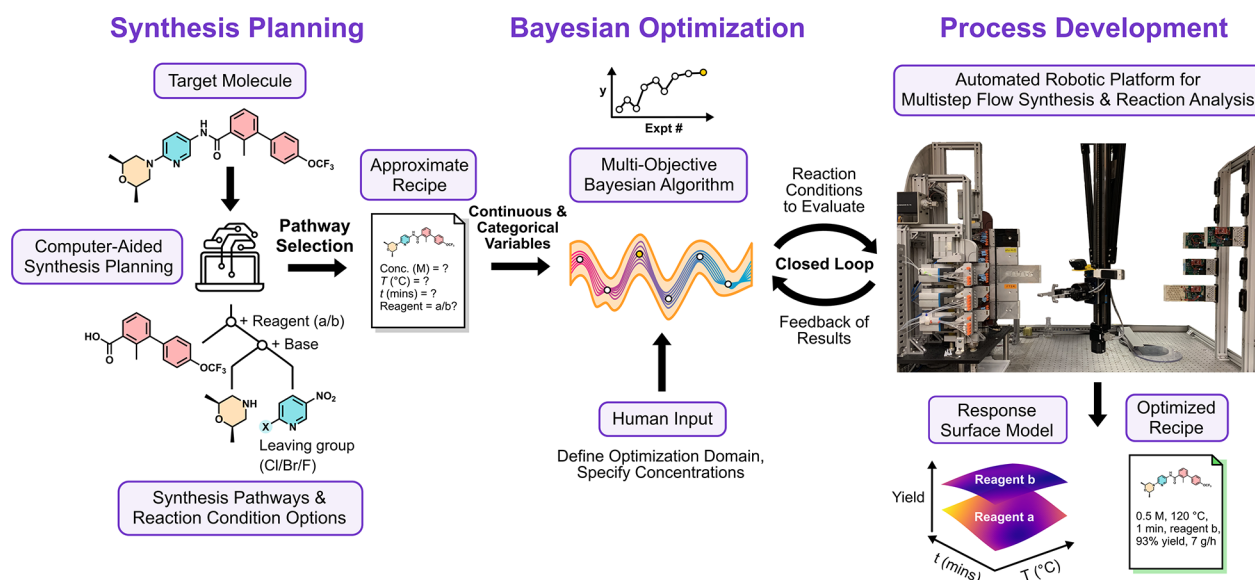 Synthesis Planning
Bayesian Optimization
Process Development
Target Molecule
H
N
O
N
N
O
OCF3
Computer-Aided
Synthesis Planning
Pathway
Selection
+ Reagent (a/b)
+ Base
HO
O
OCF3
NH
O
NO2
X
N
Leaving group
(Cl/Br/F)
Synthesis Pathways &
Reaction Condition Options
Approximate
Recipe
Conc. (M) = ?
T (°C) = ?
t (mins) = ?
Reagent = a/b?
Continuous &
Categorical
Variables
y
Expt #
Multi-Objective
Bayesian Algorithm
Human Input
Define Optimization Domain,
Specify Concentrations
Reaction
Conditions
to Evaluate
Closed Loop
Feedback of
Results
Automated Robotic Platform for
Multistep Flow Synthesis & Reaction Analysis
Response
Surface Model
Yield
Reagent b
Reagent a
t (mins)
T (°C)
Optimized
Recipe
0.5 M, 120 °C,
1 min, reagent b,
93% yield, 7 g/h